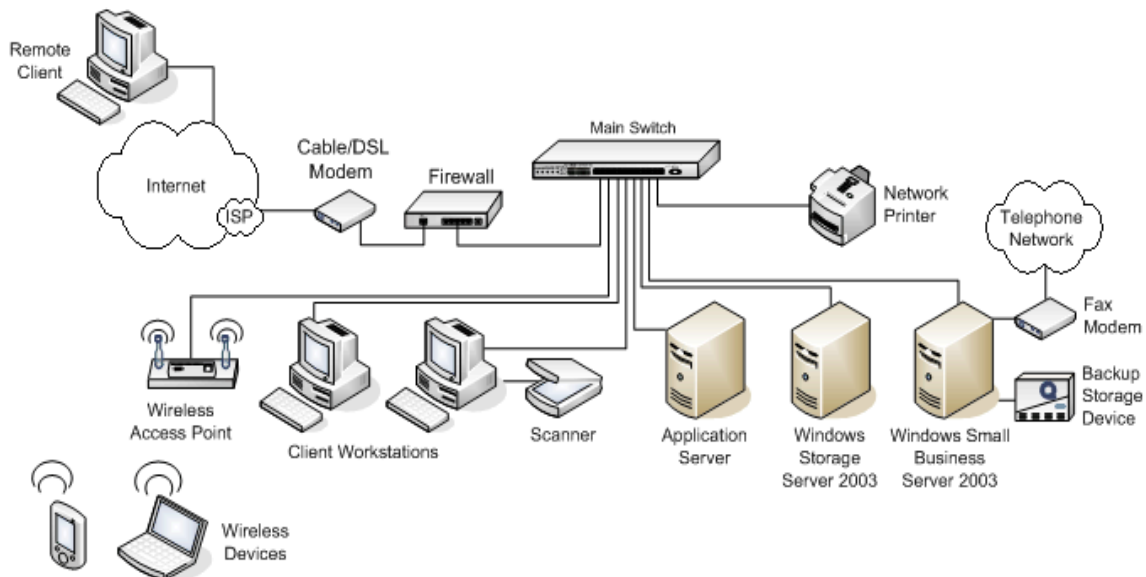 Remote
Client
Internet
ISP
Cable/DSL
Modem
Firewall
Main Switch
Network
Printer
Telephone
Network
Fax
Modem
Backup
Storage
Device
Wireless
Access Point
Client Workstations
Scanner
Application
Server
Windows
Storage
Server 2003
Windows Small
Business
Server 2003
Wireless
Devices